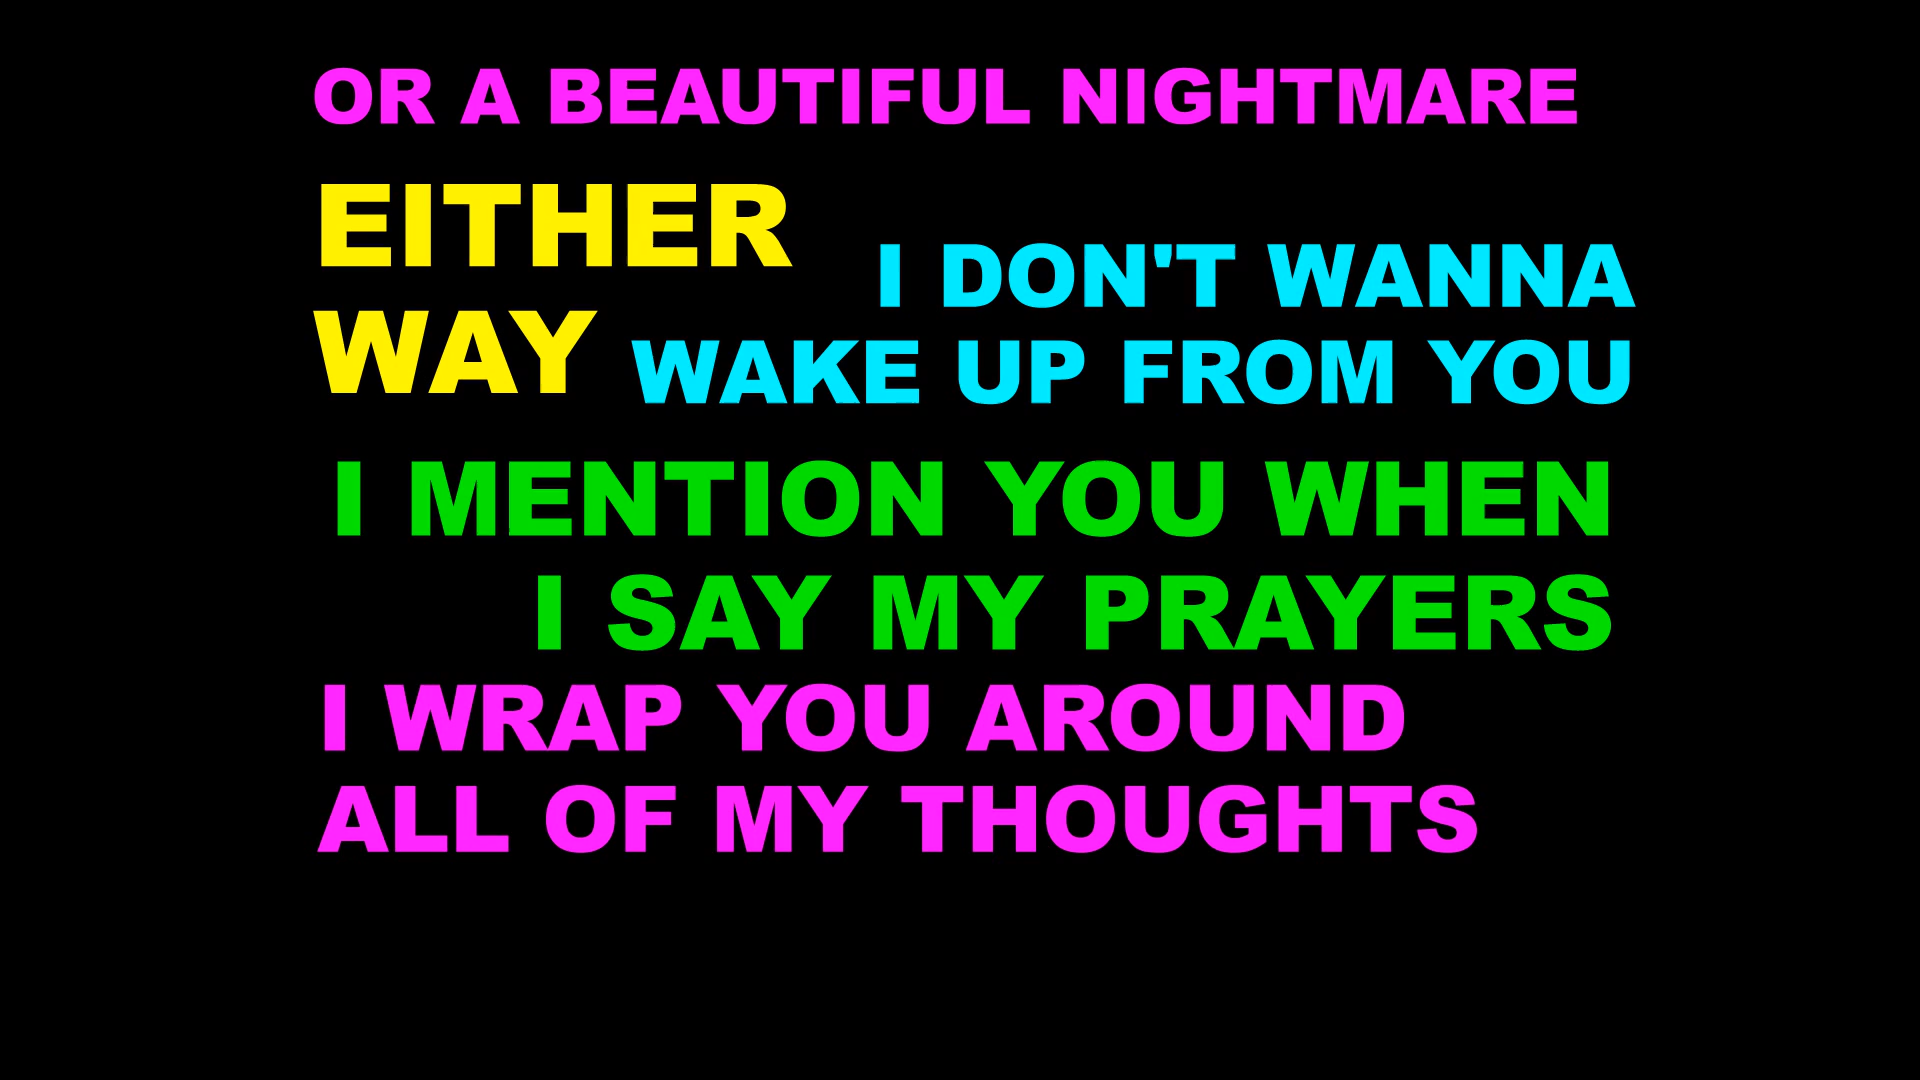 OR A BEAUTIFUL NIGHTMARE
EITHER
WAY
I DON'T WANNA
WAKE UP FROM YOU
I MENTION YOU WHEN
I SAY MY PRAYERS
I WRAP YOU AROUND
ALL OF MY THOUGHTS